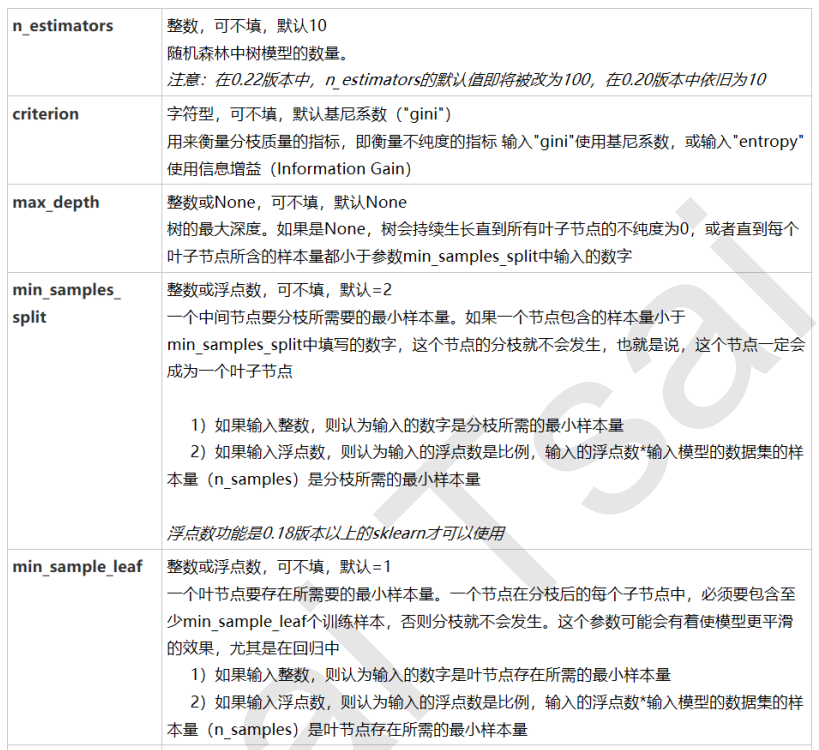 n_estimators
整数，可不填，默认10
随机森林中树模型的数量。
注意：在0.22版本中，n_estimators的默认值即将被改为100，在0.20版本中依旧为10
criterion
字符型，可不填，默认基尼系数（"gini"）
用来衡量分枝质量的指标，即衡量不纯度的指标 输入"gini"使用基尼系数，或输入"entropy"
使用信息增益（Information Gain）
max_depth
整数或None，可不填，默认None
树的最大深度。如果是None，树会持续生长直到所有叶子节点的不纯度为0，或者直到每个
叶子节点所含的样本量都小于参数min_samples_split中输入的数字
min_samples_
split
整数或浮点数，可不填，默认=2
一个中间节点要分枝所需要的最小样本量。如果一个节点包含的样本量小于
min_samples_split中填写的数字，这个节点的分枝就不会发生，也就是说，这个节点一定会
成为一个叶子节点
1）如果输入整数，则认为输入的数字是分枝所需的最小样本量
2）如果输入浮点数，则认为输入的浮点数是比例，输入的浮点数*输入模型的数据集的样
本量（n_samples）是分枝所需的最小样本量
浮点数功能是0.18版本以上的sklearn才可以使用
min_sample_leaf
整数或浮点数，可不填，默认=1
一个叶节点要存在所需要的最小样本量。一个节点在分枝后的每个子节点中，必须要包含至
少min_sample_leaf个训练样本，否则分枝就不会发生。这个参数可能会有着使模型更平滑
的效果，尤其是在回归中
1）如果输入整数，则认为输入的数字是叶节点存在所需的最小样本量
2）如果输入浮点数，则认为输入的浮点数是比例，输入的浮点数*输入模型的数据集的样
本量（n_samples）是叶节点存在所需的最小样本量
ai Tsai